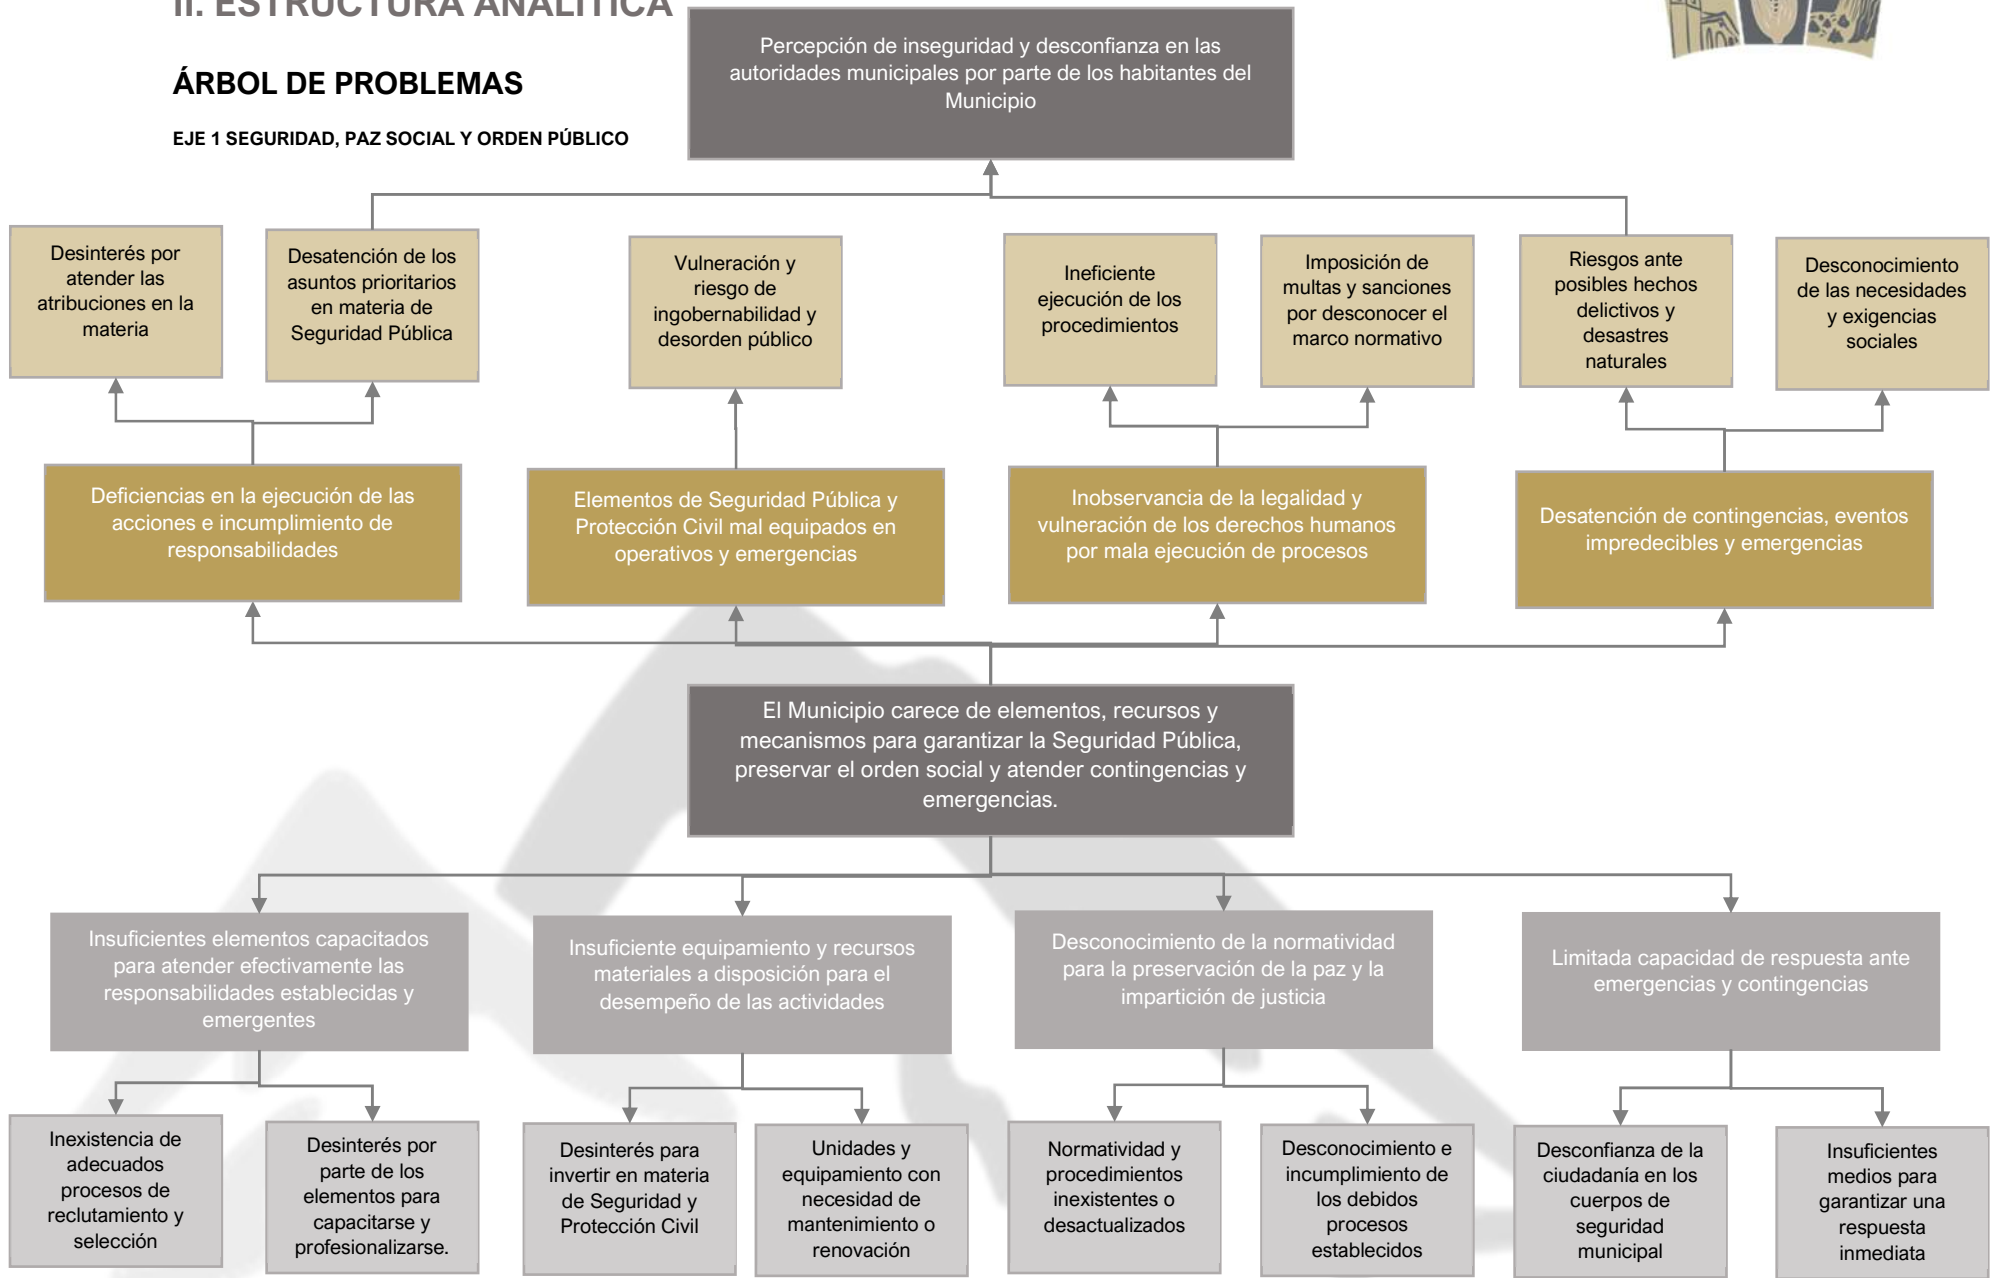 II. ESTRUCTURA ANALÍTICA
ÁRBOL DE PROBLEMAS
EJE 1 SEGURIDAD, PAZ SOCIAL Y ORDEN PÚBLICO
Percepción de inseguridad y desconfianza en las
autoridades municipales por parte de los habitantes del
Municipio
Desinterés por
atender las
atribuciones en la
materia
Desatención de los
asuntos prioritarios
en materia de
Seguridad Pública
Vulneración y
riesgo de
ingobernabilidad y
desorden público
Ineficiente
ejecución de los
procedimientos
Imposición de
multas y sanciones
por desconocer el
marco normativo
Riesgos ante
posibles hechos
delictivos y
desastres
naturales
Desconocimiento
de las necesidades
y exigencias
sociales
Deficiencias en la ejecución de las
acciones e incumplimiento de
responsabilidades
Elementos de Seguridad Pública y
Protección Civil mal equipados en
operativos y emergencias
Inobservancia de la legalidad y
vulneración de los derechos humanos
por mala ejecución de procesos
Desatención de contingencias, eventos
impredecibles y emergencias
El Municipio carece de elementos, recursos y
mecanismos para garantizar la Seguridad Pública,
preservar el orden social y atender contingencias y
emergencias.
Insuficientes elementos capacitados
para atender efectivamente las
responsabilidades establecidas y
emergentes
Insuficiente equipamiento y recursos
materiales a disposición para el
desempeño de las actividades
Desconocimiento de la normatividad
para la preservación de la paz y la
impartición de justicia
Limitada capacidad de respuesta ante
emergencias y contingencias
Inexistencia de
adecuados
procesos de
reclutamiento y
selección
Desinterés por
parte de los
elementos para
capacitarse y
profesionalizarse.
Desinterés para
invertir en materia
de Seguridad y
Protección Civil
Unidades y
equipamiento con
necesidad de
mantenimiento o
renovación
Normatividad y
procedimientos
inexistentes o
desactualizados
Desconocimiento e
incumplimiento de
los debidos
procesos
establecidos
Desconfianza de la
ciudadanía en los
cuerpos de
seguridad
municipal
Insuficientes
medios para
garantizar una
respuesta
inmediata